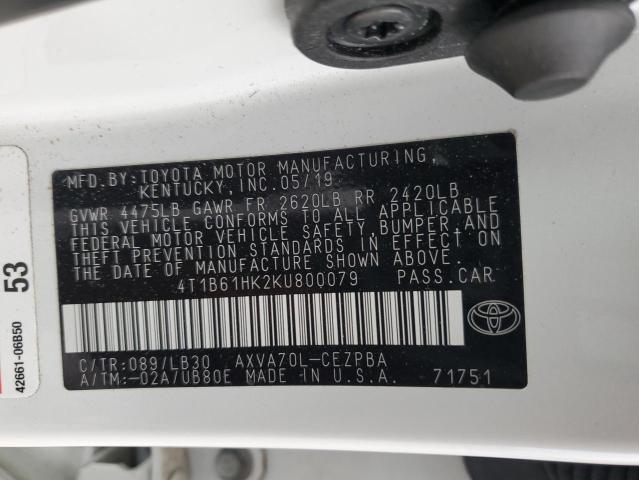 MFD.BY:TOYOTA MOTOR MANUFACTURING,
KENTUCKY, INC.05/19
GVWR 4475LB GAWR FR 2620LB RR 2420LB
THIS VEHICLE CONFORMS TO ALL APPLICABLE
FEDERAL MOTOR VEHICLE SAFETY,BUMPER,AND
THEFT PREVENTION STANDARDS IN EFFECT ON
THE DATE OF MANUFACTURE SHOWN ABOVE.
4T1B61HK2KU800079 PASS.CAR
C/TR:089/LB30 AXVA70L-CEZPBA
A/TM:-02A/UB80E MADE IN U.S.A. 71751
TOYOTA
53
42661-06B50